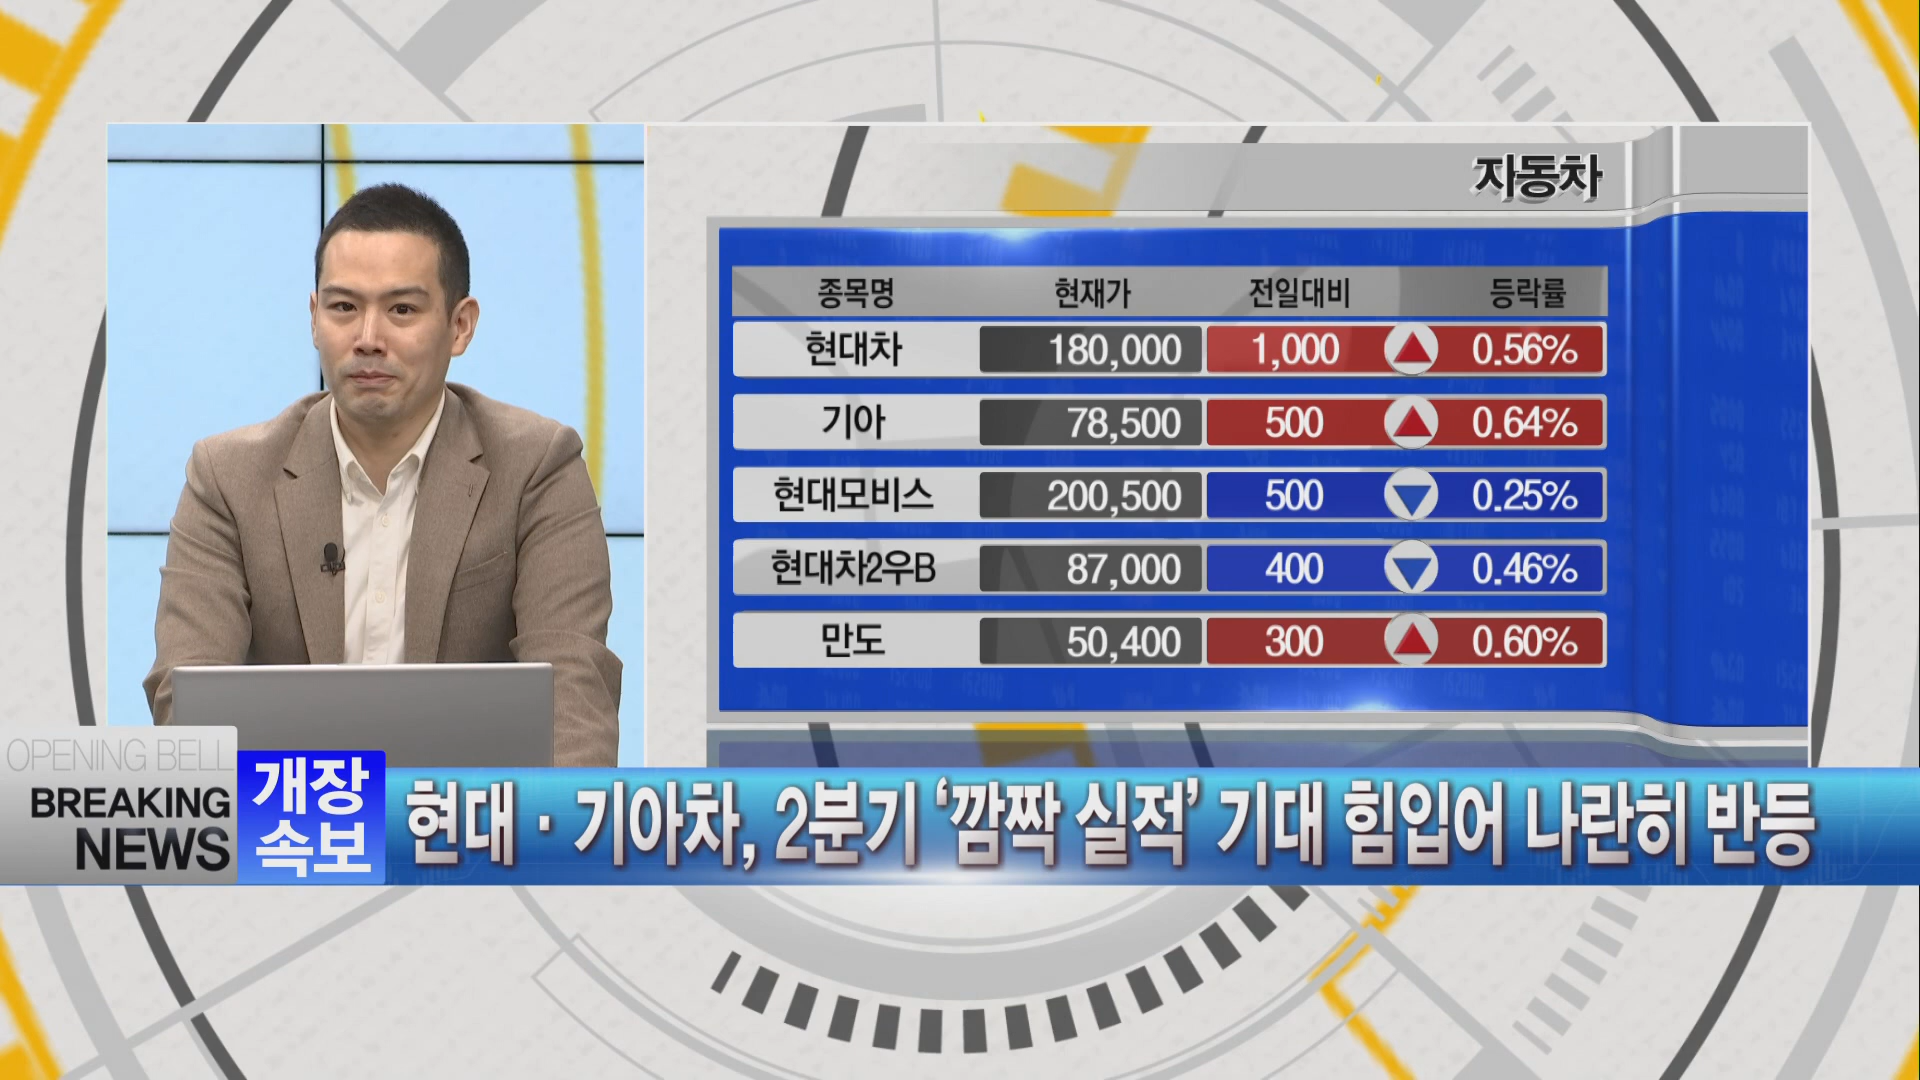 자동차
종목명 현재가 전일대비 등락률
현대차 180,000 1,000 ▲ 0.56%
기아 78,500 500 ▲ 0.64%
현대모비스 200,500 500 ▼ 0.25%
현대차2우B 87,000 400 ▼ 0.46%
만도 50,400 300 ▲ 0.60%
OPENING BELL
BREAKING
NEWS
개장
속보
현대·기아차, 2분기 ‘깜짝 실적’ 기대 힘입어 나란히 반등